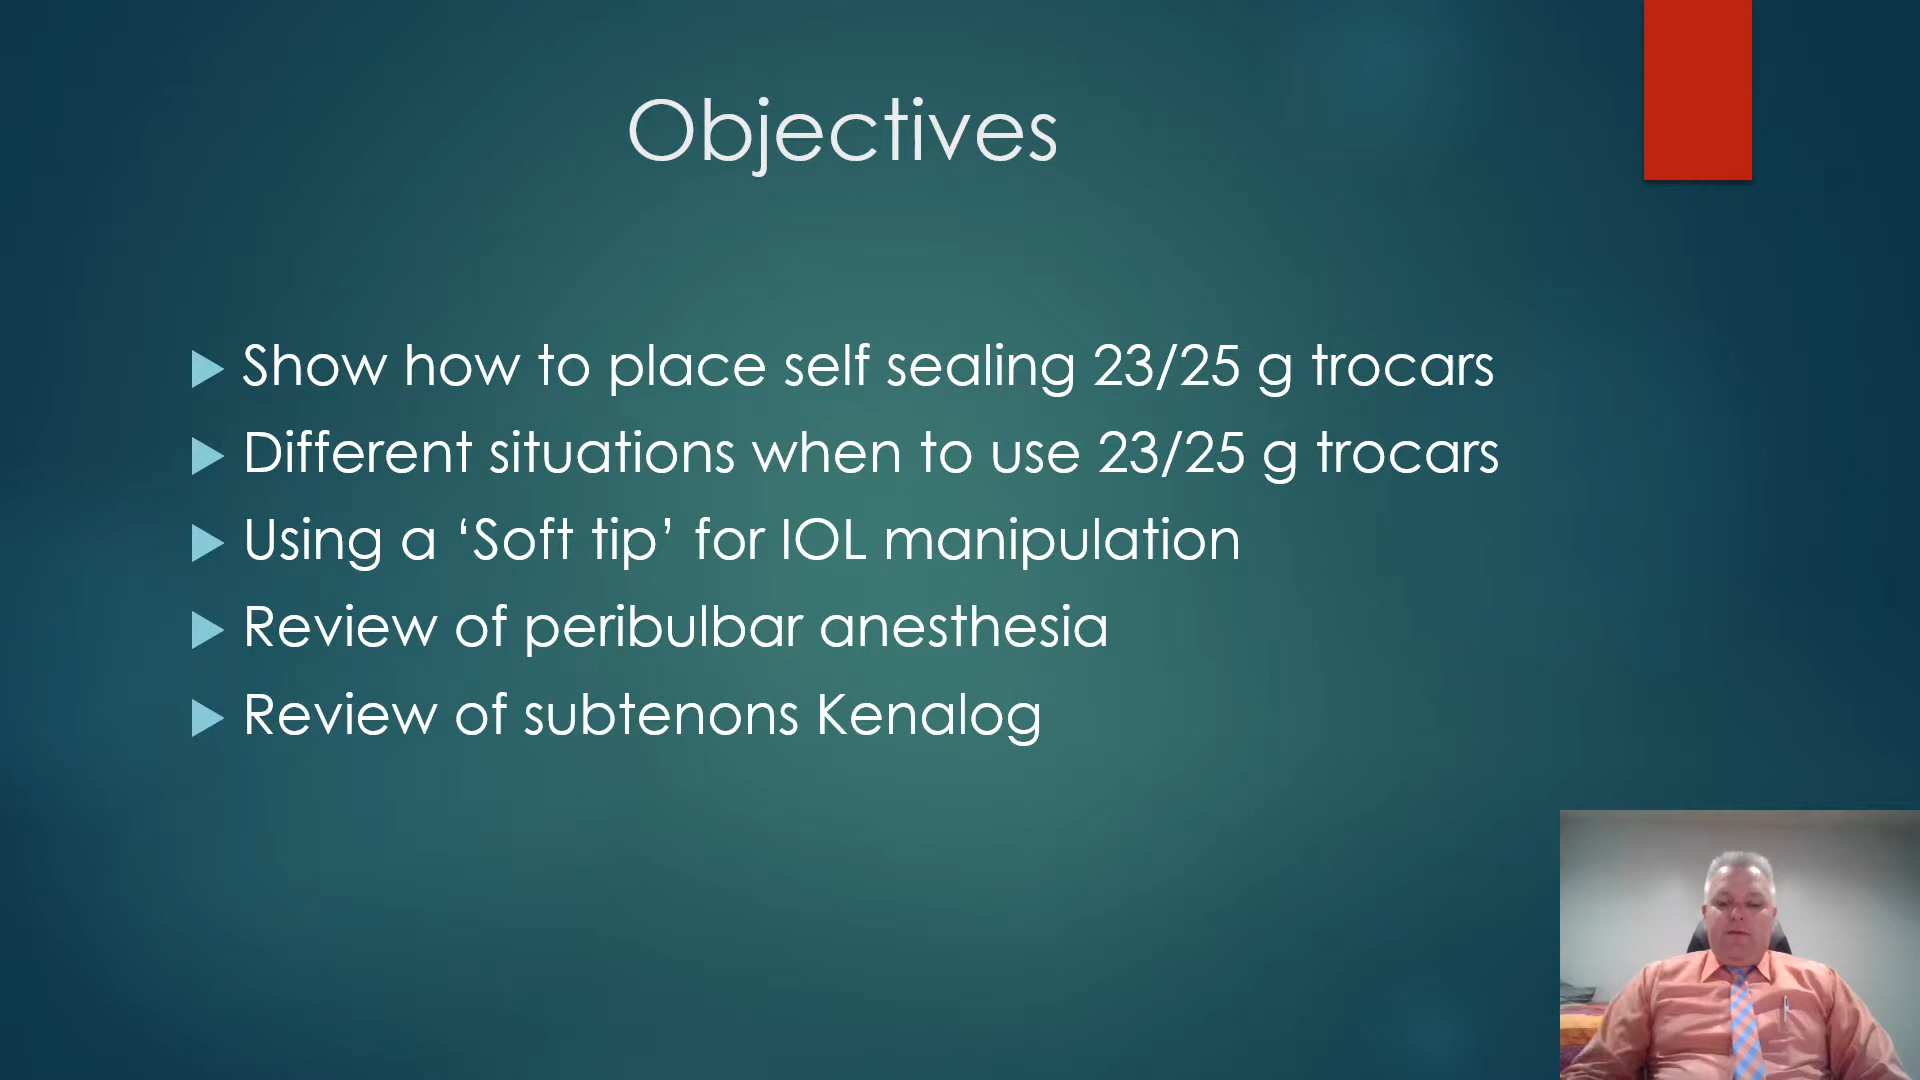 Objectives
Show how to place self sealing 23/25 g trocars
Different situations when to use 23/25 g trocars
Using a ‘Soft tip’ for IOL manipulation
Review of peribulbar anesthesia
Review of subtenons Kenalog